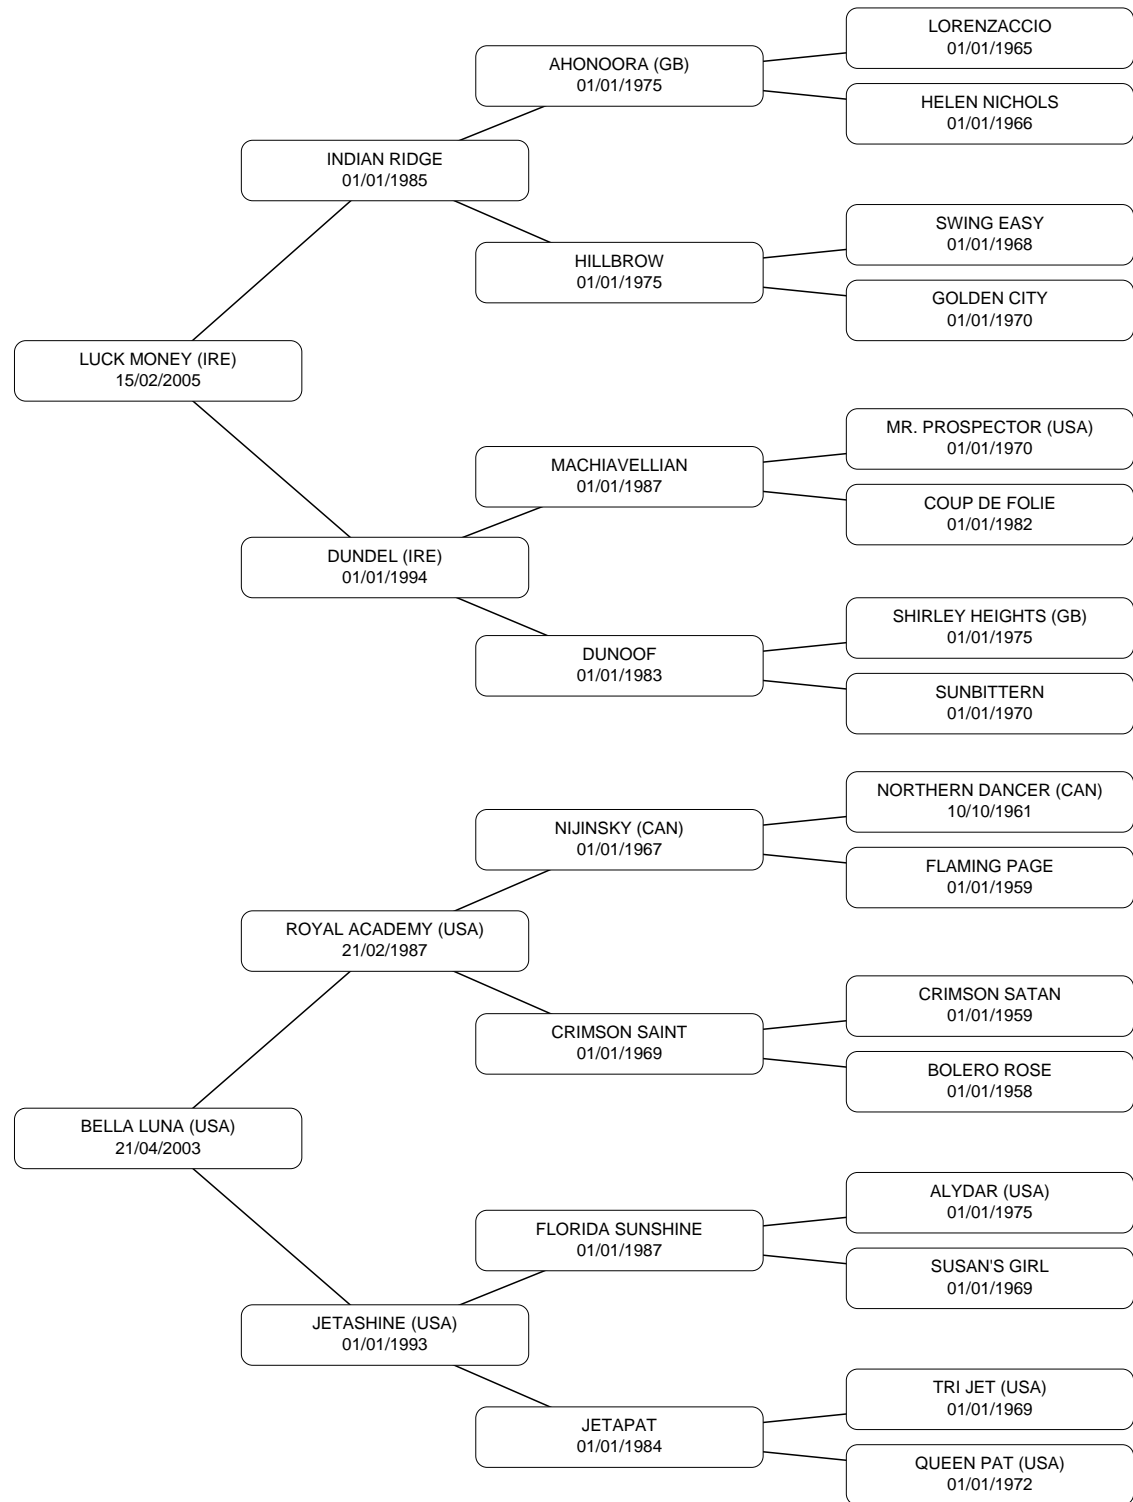 LORENZACCIO
01/01/1965
AHONOORA (GB)
01/01/1975
HELEN NICHOLS
01/01/1966
INDIAN RIDGE
01/01/1985
SWING EASY
01/01/1968
HILLBROW
01/01/1975
GOLDEN CITY
01/01/1970
LUCK MONEY (IRE)
15/02/2005
MR. PROSPECTOR (USA)
01/01/1970
MACHIAVELLIAN
01/01/1987
COUP DE FOLIE
01/01/1982
DUNDEL (IRE)
01/01/1994
SHIRLEY HEIGHTS (GB)
01/01/1975
DUNOOF
01/01/1983
SUNBITTERN
01/01/1970
NORTHERN DANCER (CAN)
10/10/1961
NIJINSKY (CAN)
01/01/1967
FLAMING PAGE
01/01/1959
ROYAL ACADEMY (USA)
21/02/1987
CRIMSON SATAN
01/01/1959
CRIMSON SAINT
01/01/1969
BOLERO ROSE
01/01/1958
BELLA LUNA (USA)
21/04/2003
ALYDAR (USA)
01/01/1975
FLORIDA SUNSHINE
01/01/1987
SUSAN'S GIRL
01/01/1969
JETASHINE (USA)
01/01/1993
TRI JET (USA)
01/01/1969
JETAPAT
01/01/1984
QUEEN PAT (USA)
01/01/1972